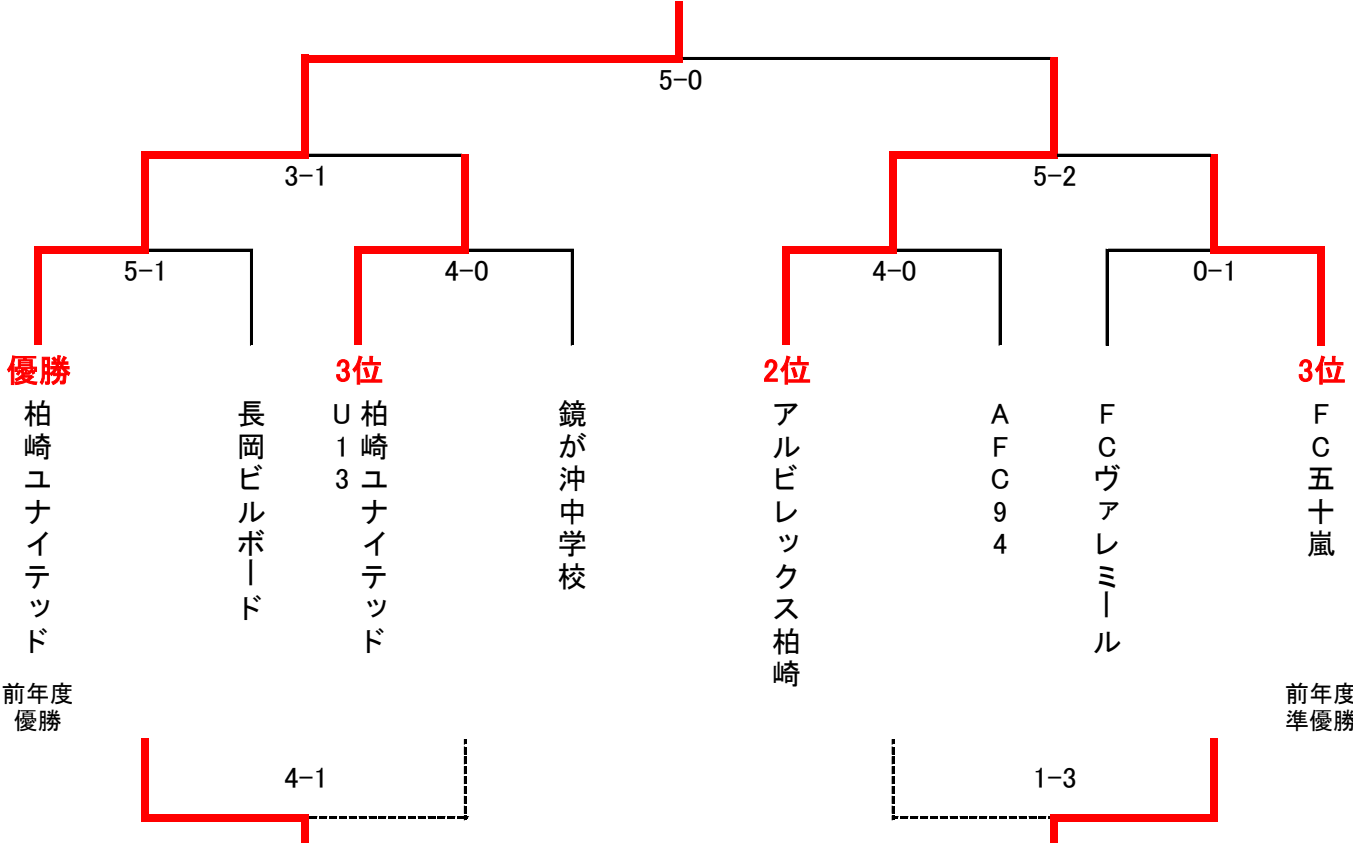 5-0
3-1
5-2
5-1
4-0
4-0
0-1
優勝
3位
2位
3位
柏崎ユナイテッド
長岡ビルボード
柏崎ユナイテッド
U13
鏡が沖中学校
アルビレックス柏崎
AFC94
FCヴァレミール
FC五十嵐
前年度
優勝
前年度
準優勝
4-1
1-3